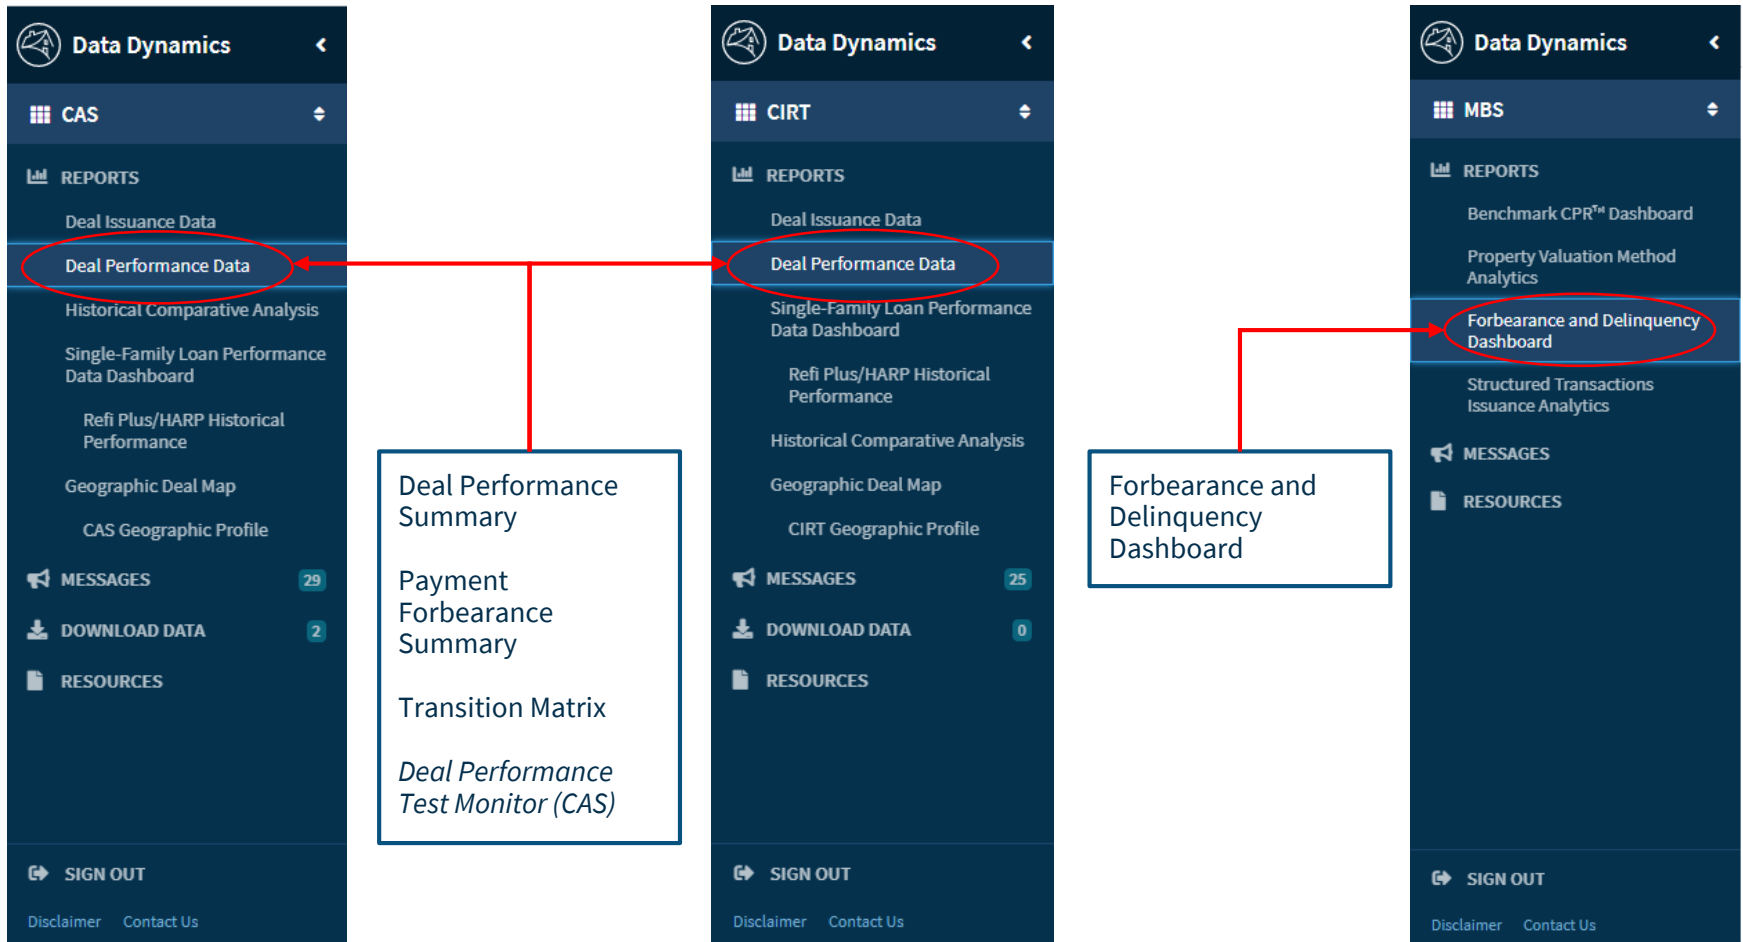 Data Dynamics
CAS
REPORTS
Deal Issuance Data
Deal Performance Data
Historical Comparative Analysis
Single-Family Loan Performance
Data Dashboard
Refi Plus/HARP Historical
Performance
Geographic Deal Map
CAS Geographic Profile
MESSAGES 29
DOWNLOAD DATA 2
RESOURCES
SIGN OUT
Disclaimer Contact Us
Deal Performance
Summary
Payment
Forbearance
Summary
Transition Matrix
Deal Performance
Test Monitor (CAS)
Data Dynamics
CIRT
REPORTS
Deal Issuance Data
Deal Performance Data
Single-Family Loan Performance
Data Dashboard
Refi Plus/HARP Historical
Performance
Historical Comparative Analysis
Geographic Deal Map
CIRT Geographic Profile
MESSAGES 25
DOWNLOAD DATA 0
RESOURCES
SIGN OUT
Disclaimer Contact Us
Forbearance and
Delinquency
Dashboard
Data Dynamics
MBS
REPORTS
Benchmark CPR™ Dashboard
Property Valuation Method
Analytics
Forbearance and Delinquency
Dashboard
Structured Transactions
Issuance Analytics
MESSAGES
RESOURCES
SIGN OUT
Disclaimer Contact Us